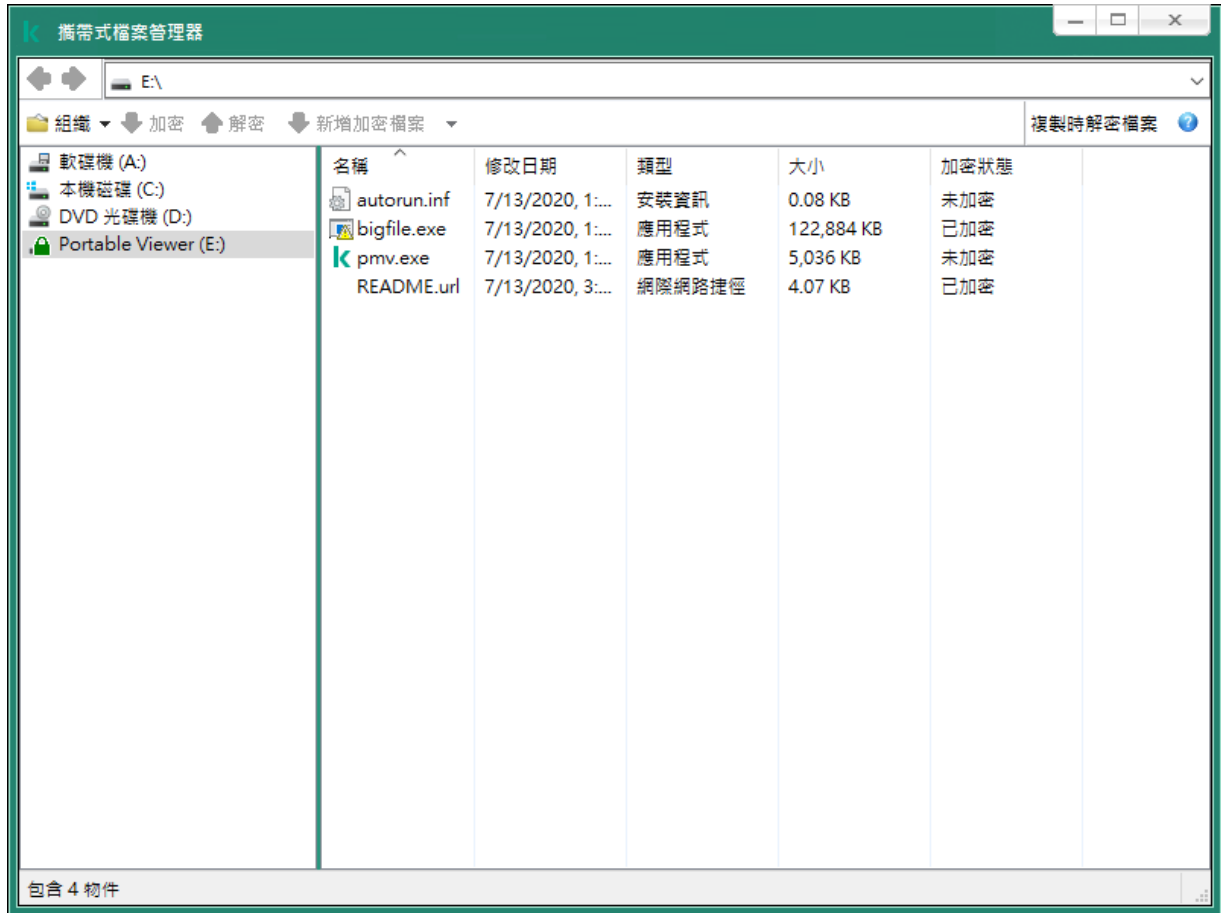 攜帶式檔案管理器
E:\
組織 加密 解密 新增加密檔案 複製時解密檔案
軟碟機 (A:)
本機磁碟 (C:)
DVD 光碟機 (D:)
Portable Viewer (E:)
名稱 修改日期 類型 大小 加密狀態
autorun.inf 7/13/2020, 1:... 安裝資訊 0.08 KB 未加密
bigfile.exe 7/13/2020, 1:... 應用程式 122,884 KB 已加密
pmv.exe 7/13/2020, 1:... 應用程式 5,036 KB 未加密
README.url 7/13/2020, 3:... 網際網路捷徑 4.07 KB 已加密
包含 4 物件